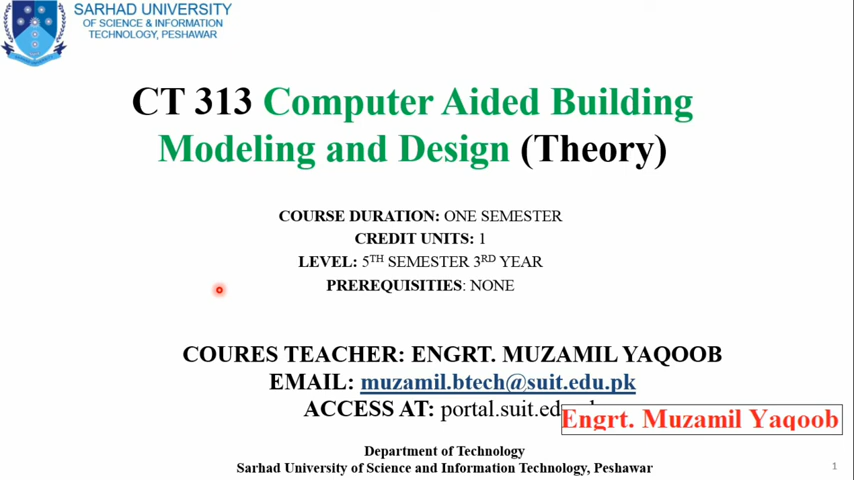 SARHAD UNIVERSITY
OF SCIENCE & INFORMATION
TECHNOLOGY, PESHAWAR
CT 313 Computer Aided Building
Modeling and Design (Theory)
COURSE DURATION: ONE SEMESTER
CREDIT UNITS: 1
LEVEL: 5TH SEMESTER 3RD YEAR
PREREQUISITIES: NONE
COURES TEACHER: ENGRT. MUZAMIL YAQOOB
EMAIL: muzamil.btech@suit.edu.pk
ACCESS AT: portal.suit.ed
Engrt. Muzamil Yaqoob
Department of Technology
Sarhad University of Science and Information Technology, Peshawar
1